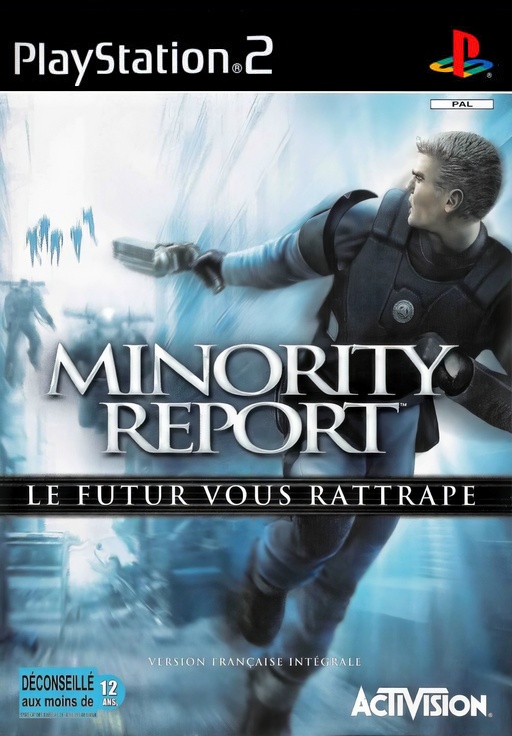 PlayStation®2
PAL
MINORITY
REPORT™
LE FUTUR VOUS RATTRAPE
VERSION FRANÇAISE INTÉGRALE
DÉCONSEILLÉ
aux moins de
12
ANS
ACTIVISION